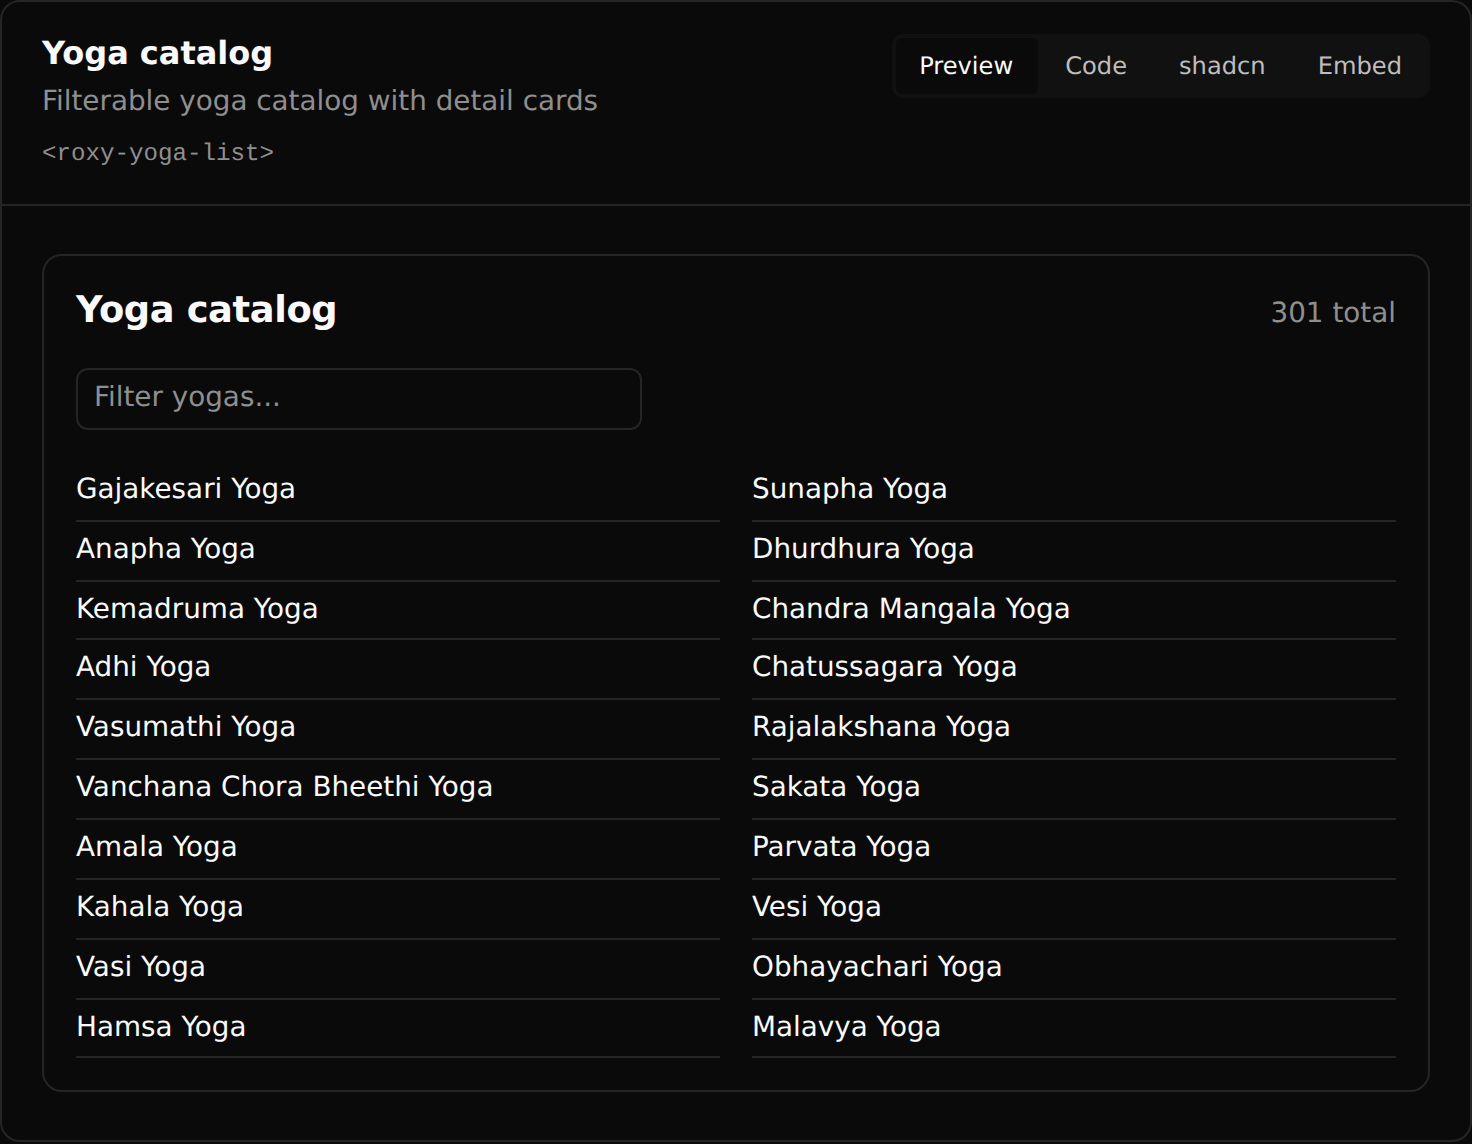 Yoga catalog
Filterable yoga catalog with detail cards
<roxy-yoga-list>
Preview Code shadcn Embed
Yoga catalog
301 total
Filter yogas...
Gajakesari Yoga
Sunapha Yoga
Anapha Yoga
Dhurdhura Yoga
Kemadruma Yoga
Chandra Mangala Yoga
Adhi Yoga
Chatussagara Yoga
Vasumathi Yoga
Rajalakshana Yoga
Vanchana Chora Bheethi Yoga
Sakata Yoga
Amala Yoga
Parvata Yoga
Kahala Yoga
Vesi Yoga
Vasi Yoga
Obhayachari Yoga
Hamsa Yoga
Malavya Yoga